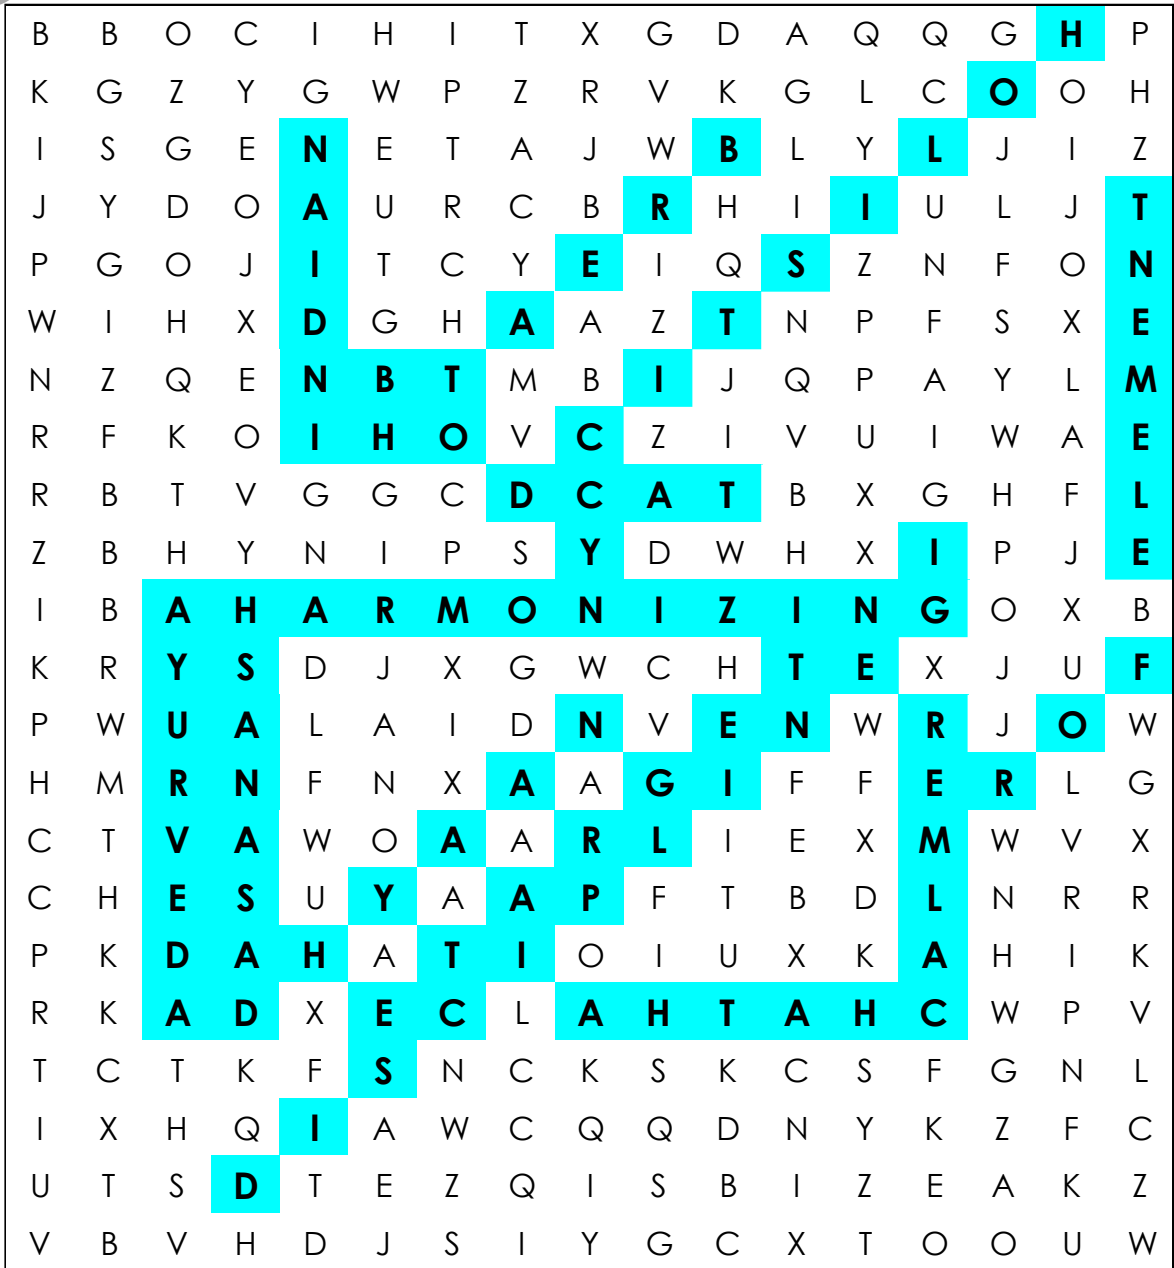 B B O C I H I T X G D A Q Q G H P
K G Z Y G W P Z R V K G L C O O H
I S G E N E T A J W B L Y L J I Z
J Y D O A U R C B R H I I U L J T
P G O J I T C Y E I Q S Z N F O N
W I H X D G H A A Z T N P F S X E
N Z Q E N B T M B I J Q P A Y L M
R F K O I H O V C Z I V U I W A E
R B T V G G C D C A T B X G H F L
Z B H Y N I P S Y D W H X I P J E
I B A H A R M O N I Z I N G O X B
K R Y S D J X G W C H T E X J U F
P W U A L A I D N V E N W R J O W
H M R N F N X A A G I F F E R L G
C T V A W O A A R L I E X M W V X
C H E S U Y A A P F T B D L N R R
P K D A H A T I O I U X K A H I K
R K A D X E C L A H T A H C W P V
T C T K F S N C K S K C S F G N L
I X H Q I A W C Q Q D N Y K Z F C
U T S D T E Z Q I S B I Z E A K Z
V B V H D J S I Y G C X T O O U W